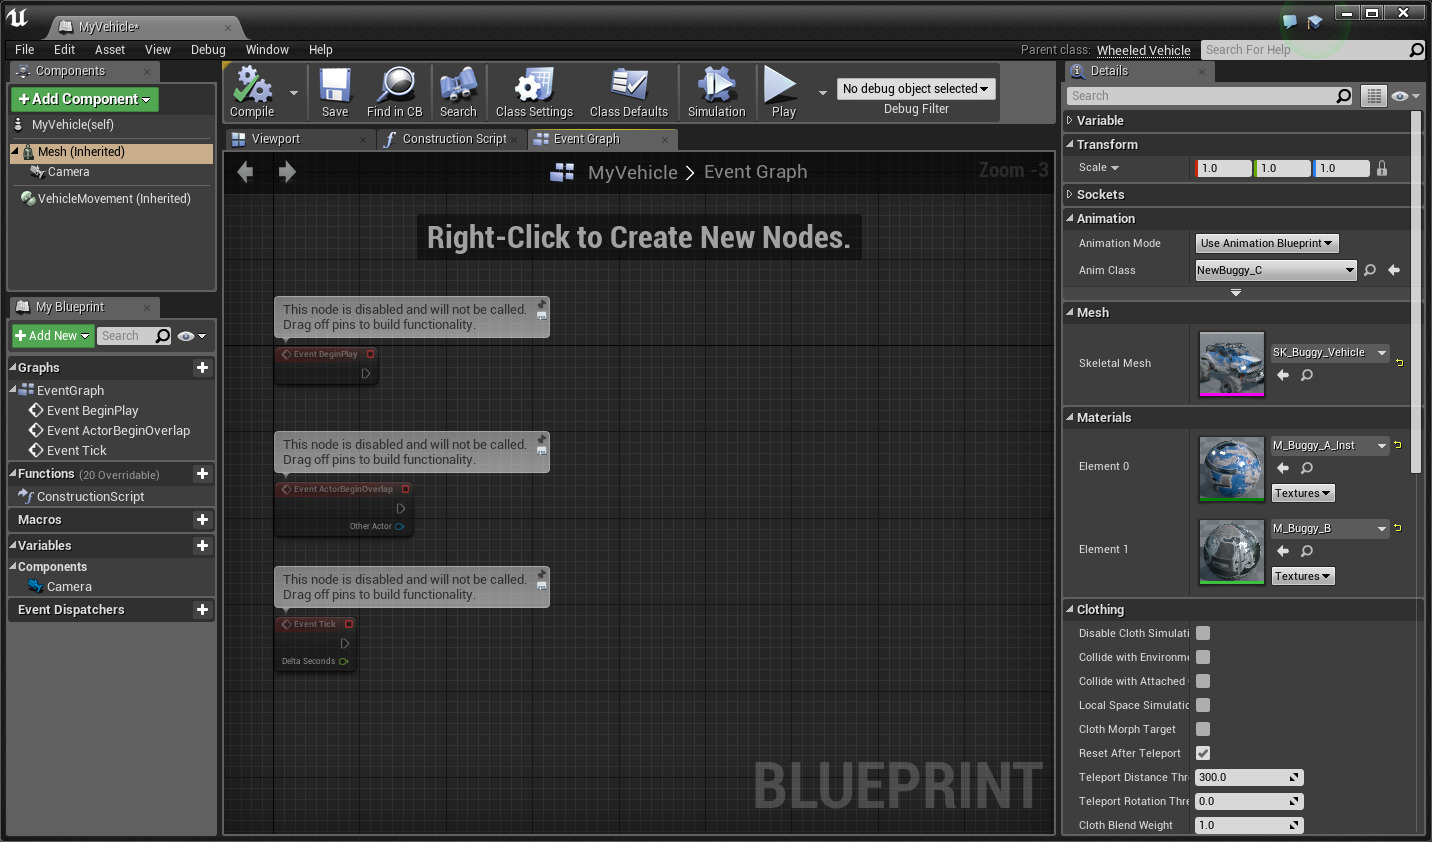 MyVehicle*
File Edit Asset View Debug Window Help
Parent class: Wheeled Vehicle
Search For Help
Components
Add Component
MyVehicle(self)
Mesh (Inherited)
Camera
VehicleMovement (Inherited)
My Blueprint
Add New
Search
Graphs
EventGraph
Event BeginPlay
Event ActorBeginOverlap
Event Tick
Functions (20 Overridable)
ConstructionScript
Macros
Variables
Components
Camera
Event Dispatchers
Compile
Save
Find in CB
Search
Class Settings
Class Defaults
Simulation
Play
No debug object selected
Debug Filter
Viewport
Construction Script
Event Graph
MyVehicle > Event Graph
Zoom -3
Right-Click to Create New Nodes.
This node is disabled and will not be called.
Drag off pins to build functionality.
Event BeginPlay
This node is disabled and will not be called.
Drag off pins to build functionality.
Event ActorBeginOverlap
Other Actor
This node is disabled and will not be called.
Drag off pins to build functionality.
Event Tick
Delta Seconds
BLUEPRINT
Details
Search
Variable
Transform
Scale 1.0 1.0 1.0
Sockets
Animation
Animation Mode Use Animation Blueprint
Anim Class NewBuggy_C
Mesh
Skeletal Mesh SK_Buggy_Vehicle
Materials
Element 0 M_Buggy_A_Inst
Textures
Element 1 M_Buggy_B
Textures
Clothing
Disable Cloth Simulati
Collide with Environme
Collide with Attached
Local Space Simulatio
Cloth Morph Target
Reset After Teleport
Teleport Distance Thr 300.0
Teleport Rotation Thre 0.0
Cloth Blend Weight 1.0